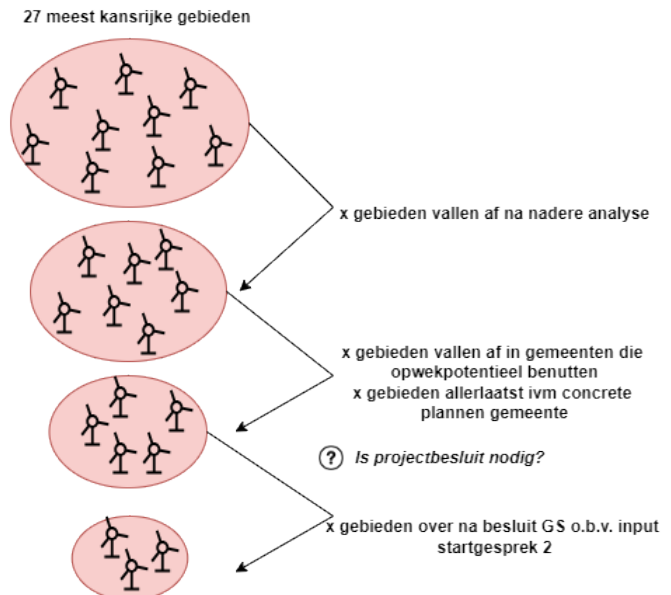 27 meest kansrijke gebieden
x gebieden vallen af na nadere analyse
x gebieden vallen af in gemeenten die
opwekpotentieel benutten
x gebieden allerlaatst ivm concrete
plannen gemeente
? Is projectbesluit nodig?
x gebieden over na besluit GS o.b.v. input
startgesprek 2